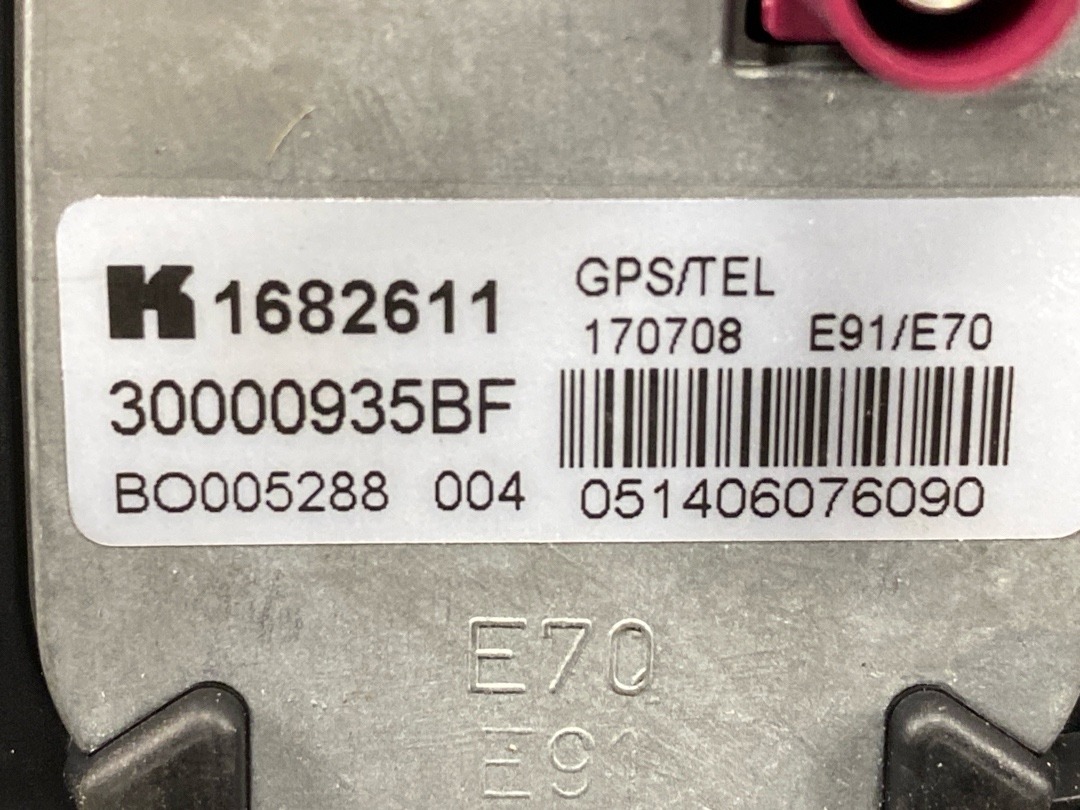 K 1682611
30000935BF
BO005288 004
GPS/TEL
170708 E91/E70
051406076090
E70
E91